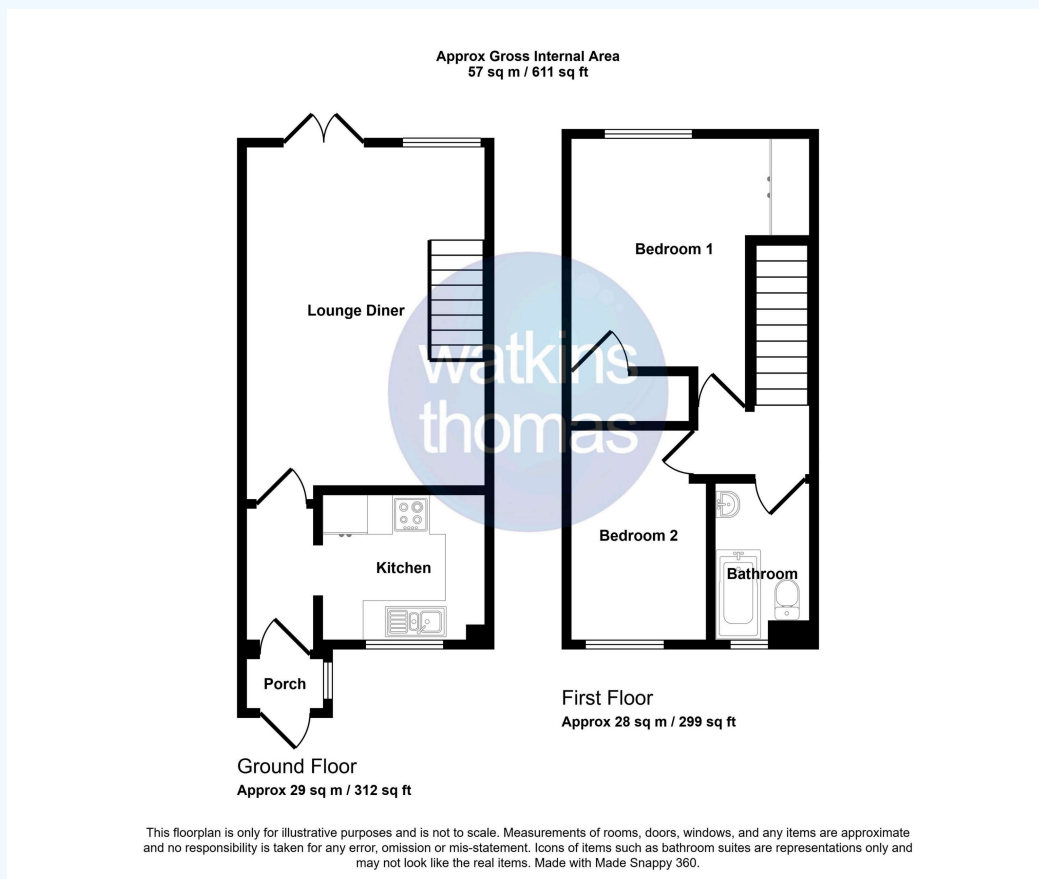 Approx Gross Internal Area
57 sq m / 611 sq ft
Lounge Diner
Kitchen
Porch
Ground Floor
Approx 29 sq m / 312 sq ft
Bedroom 1
Bedroom 2
Bathroom
First Floor
Approx 28 sq m / 299 sq ft
watkins
thomas
This floorplan is only for illustrative purposes and is not to scale. Measurements of rooms, doors, windows, and any items are approximate
and no responsibility is taken for any error, omission or mis-statement. Icons of items such as bathroom suites are representations only and
may not look like the real items. Made with Made Snappy 360.